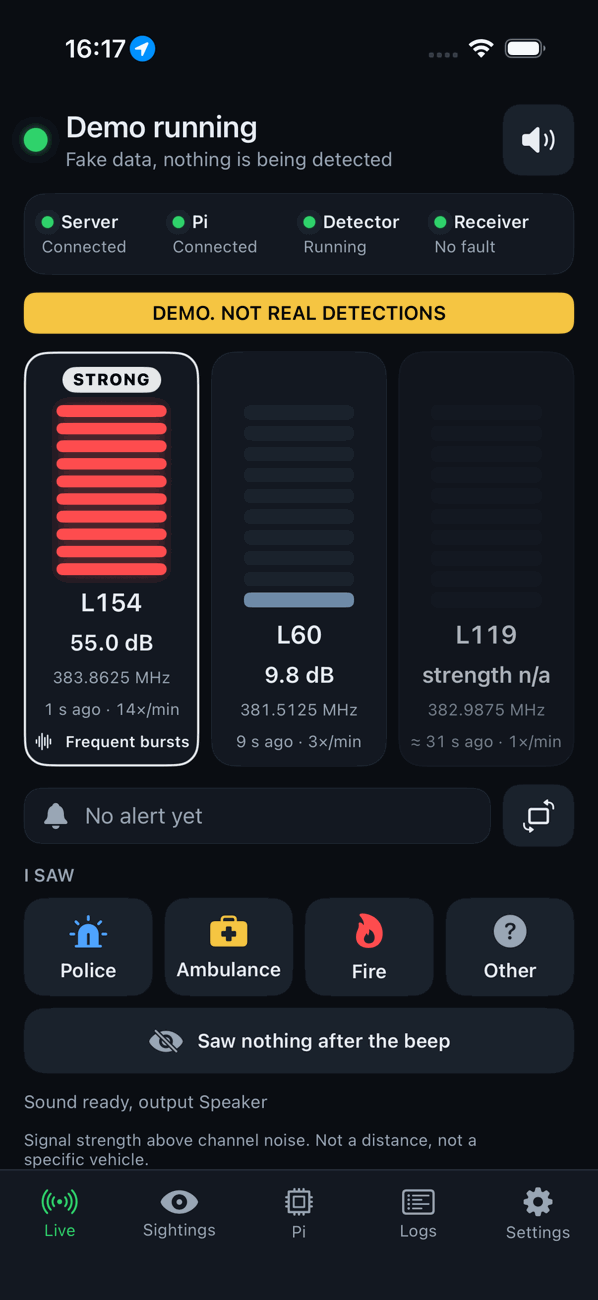 16:17
Demo running
Fake data, nothing is being detected
Server
Connected
Pi
Connected
Detector
Running
Receiver
No fault
DEMO. NOT REAL DETECTIONS
STRONG
L154
55.0 dB
383.8625 MHz
1 s ago · 14×/min
Frequent bursts
L60
9.8 dB
381.5125 MHz
9 s ago · 3×/min
L119
strength n/a
382.9875 MHz
≈ 31 s ago · 1×/min
No alert yet
I SAW
Police
Ambulance
Fire
?
Other
Saw nothing after the beep
Sound ready, output Speaker
Signal strength above channel noise. Not a distance, not a
specific vehicle.
Live
Sightings
Pi
Logs
Settings